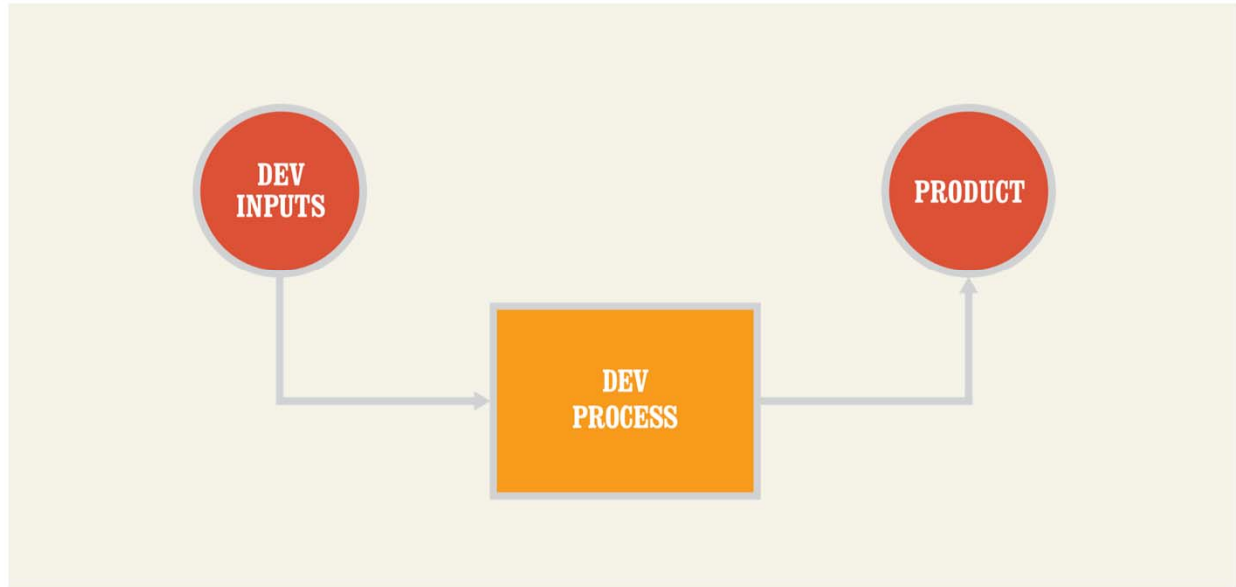 DEV
INPUTS
PRODUCT
DEV
PROCESS